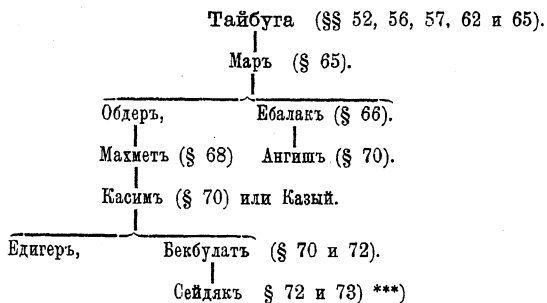 Тайбуга (§§ 52, 56, 57, 62 и 65).
Маръ (§ 65).
Обдеръ, Ебалакъ (§ 66).
Махметъ (§ 68) Ангишъ (§ 70).
Касимъ (§ 70) или Казый.
Едигеръ, Бекбулатъ (§ 70 и 72).
Сейдякъ § 72 и 73) ***)